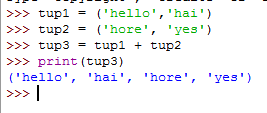 >>> tup1 = ('hello','hai')
>>> tup2 = ('hore', 'yes')
>>> tup3 = tup1 + tup2
>>> print(tup3)
('hello', 'hai', 'hore', 'yes')
>>>